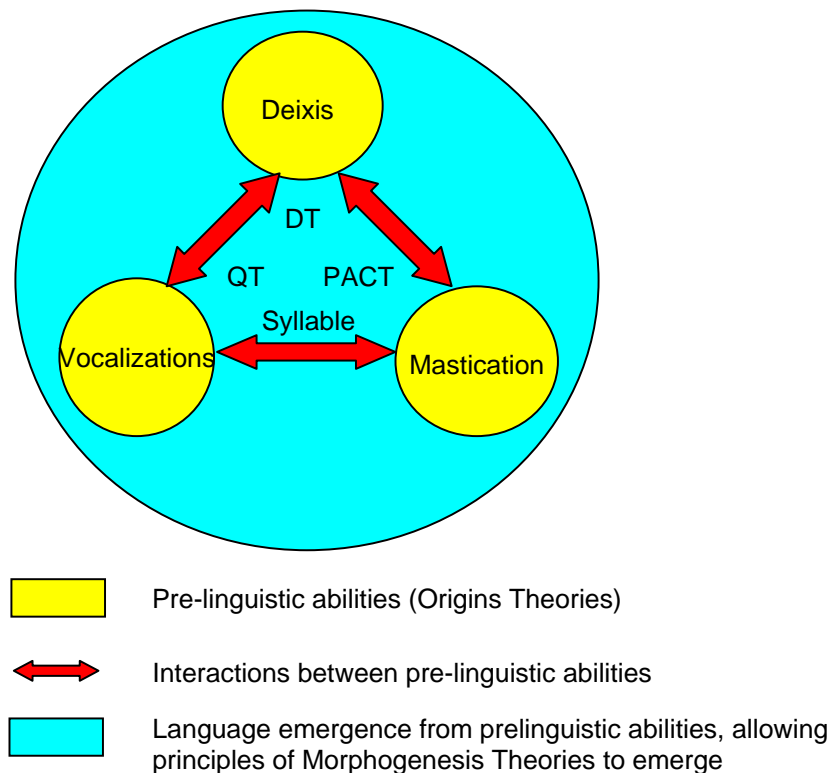 Deixis
DT
QT PACT
Syllable
Vocalizations
Mastication
Pre-linguistic abilities (Origins Theories)
Interactions between pre-linguistic abilities
Language emergence from prelinguistic abilities, allowing
principles of Morphogenesis Theories to emerge